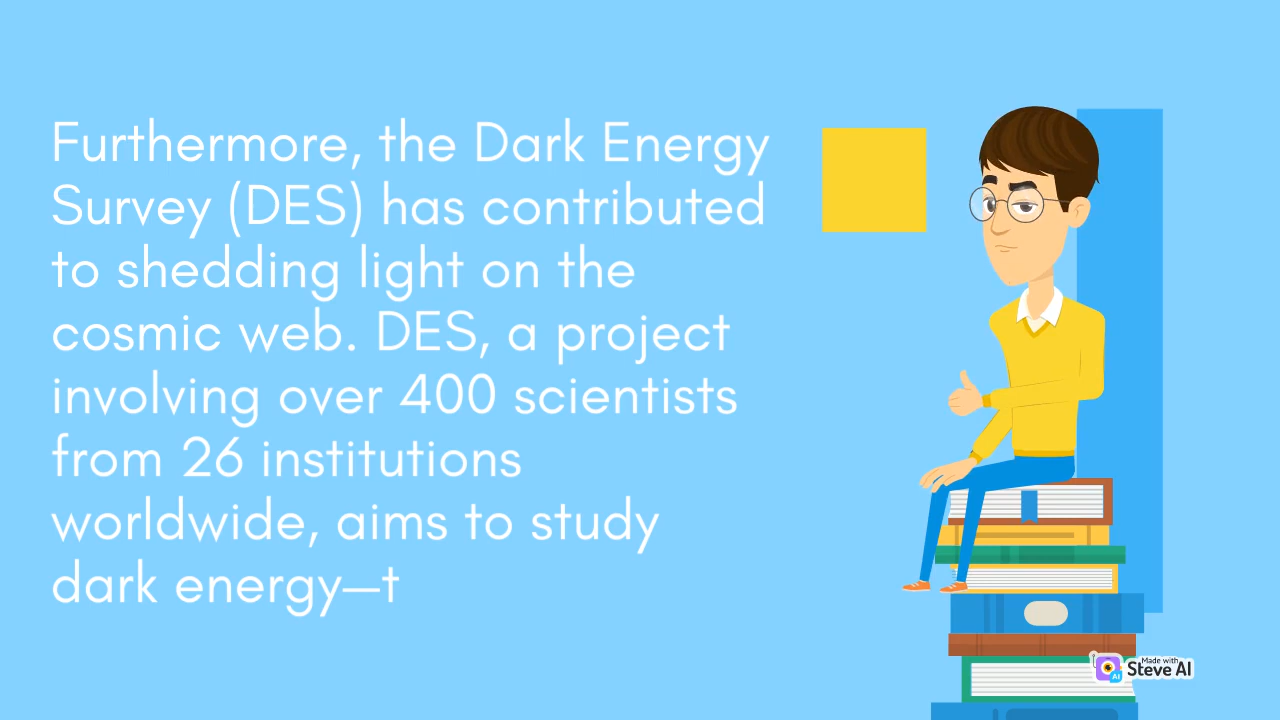 Furthermore, the Dark Energy
Survey (DES) has contributed
to shedding light on the
cosmic web. DES, a project
involving over 400 scientists
from 26 institutions
worldwide, aims to study
dark energy—t
Made with
Steve AI
AI